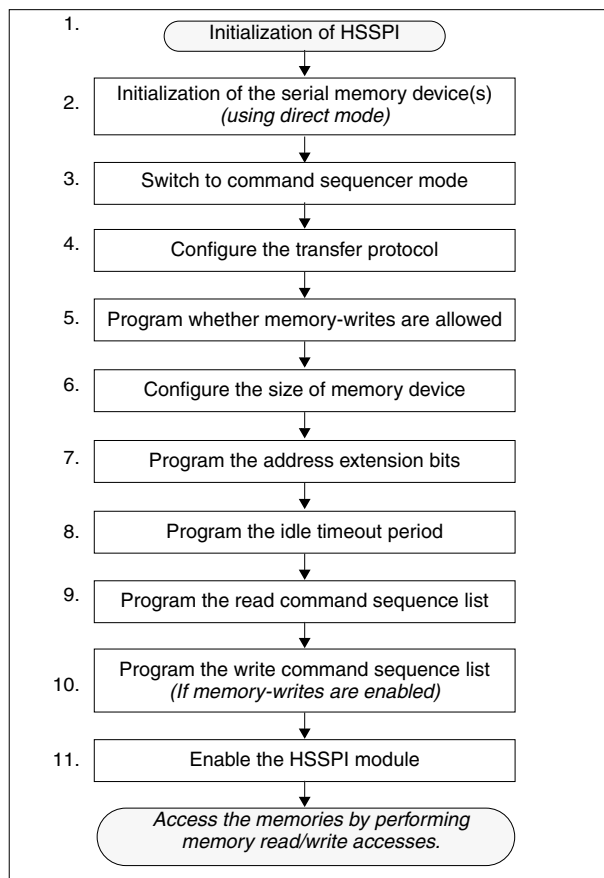 1. Initialization of HSSPI
2. Initialization of the serial memory device(s)
(using direct mode)
3. Switch to command sequencer mode
4. Configure the transfer protocol
5. Program whether memory-writes are allowed
6. Configure the size of memory device
7. Program the address extension bits
8. Program the idle timeout period
9. Program the read command sequence list
10. Program the write command sequence list
(If memory-writes are enabled)
11. Enable the HSSPI module
Access the memories by performing
memory read/write accesses.